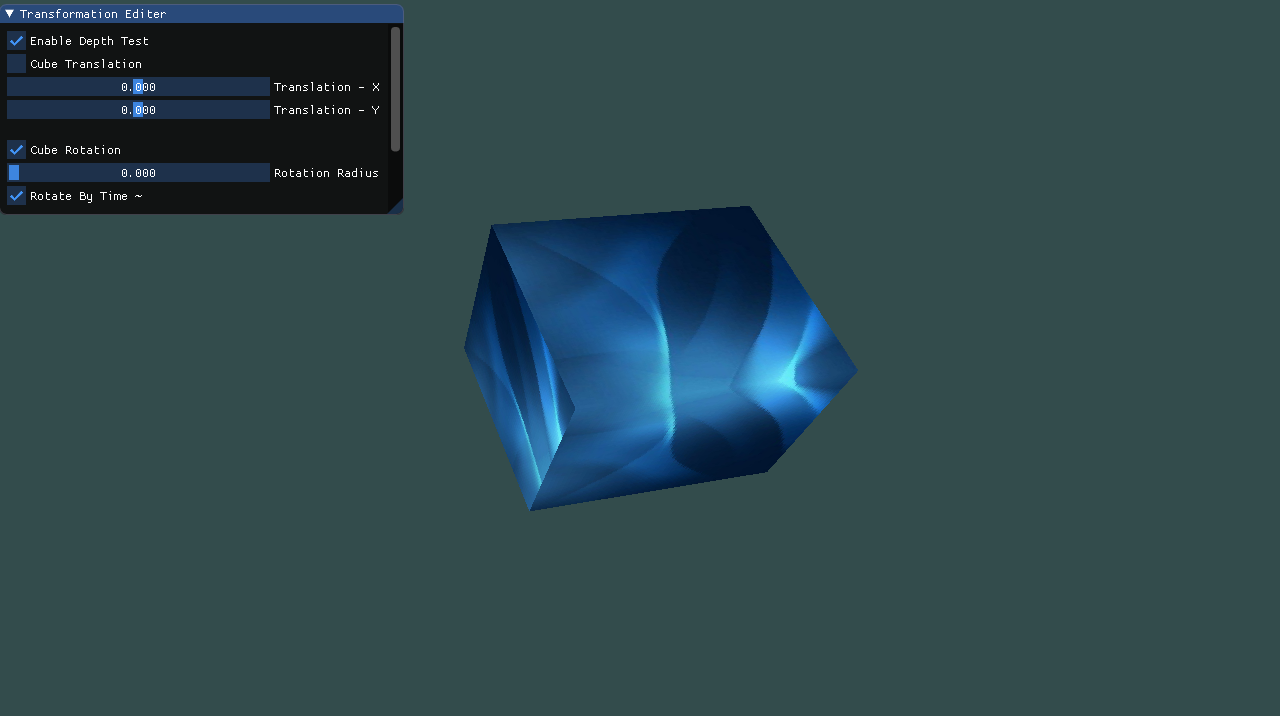 Transformation Editer
Enable Depth Test
Cube Translation
0.000 Translation - X
0.000 Translation - Y
Cube Rotation
0.000 Rotation Radius
Rotate By Time ~